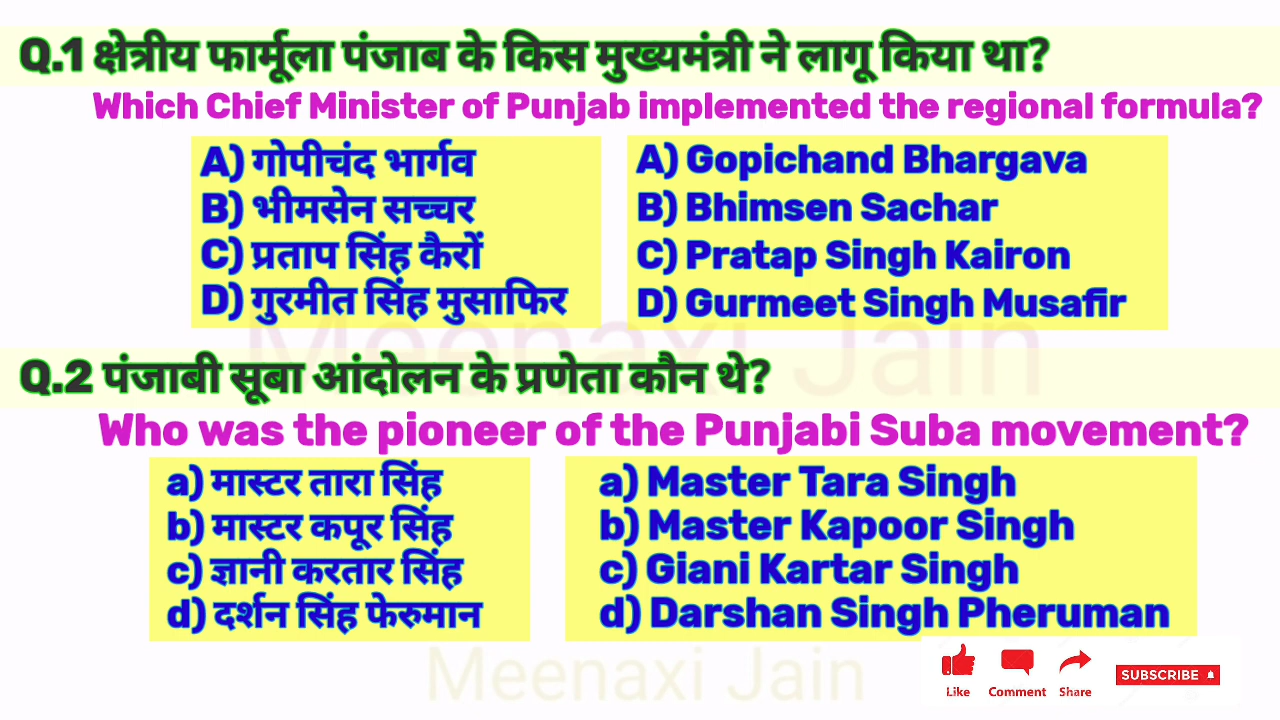 Q.1 क्षेत्रीय फार्मूला पंजाब के किस मुख्यमंत्री ने लागू किया था?
Which Chief Minister of Punjab implemented the regional formula?
A) गोपीचंद भार्गव
B) भीमसेन सच्चर
C) प्रताप सिंह कैरों
D) गुरमीत सिंह मुसाफिर
A) Gopichand Bhargava
B) Bhimsen Sachar
C) Pratap Singh Kairon
D) Gurmeet Singh Musafir
Meenaxi Jain
Q.2 पंजाबी सूबा आंदोलन के प्रणेता कौन थे?
Who was the pioneer of the Punjabi Suba movement?
a) मास्टर तारा सिंह
b) मास्टर कपूर सिंह
c) ज्ञानी करतार सिंह
d) दर्शन सिंह फेरुमान
a) Master Tara Singh
b) Master Kapoor Singh
c) Giani Kartar Singh
d) Darshan Singh Pheruman
Meenaxi Jain
Like Comment Share SUBSCRIBE